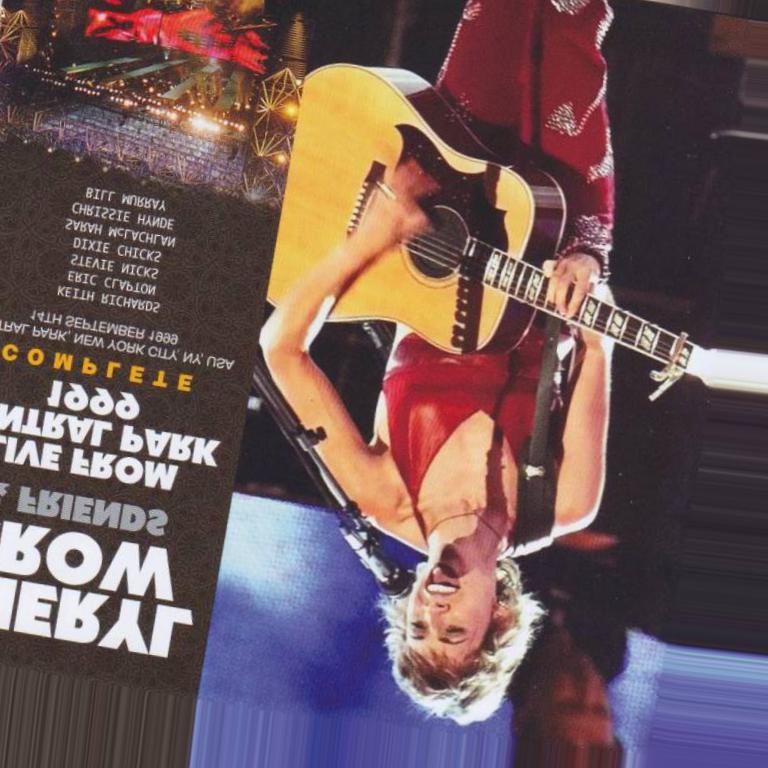 HERYL
ROW
& FRIENDS
LIVE FROM
NTRAL PARK
1999
COMPLETE
TRAL PARK, NEW YORK CITY, NY, USA
14TH SEPTEMBER 1999
KEITH RICHARDS
ERIC CLAPTON
STEVIE NICKS
DIXIE CHICKS
SARAH McLACHLAN
CHRISSIE HYNDE
BILL MURRAY